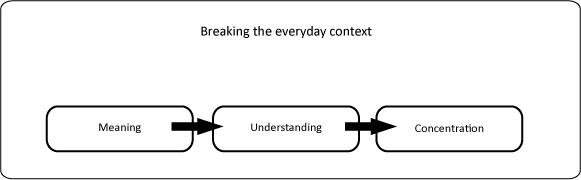 Breaking the everyday context
Meaning
Understanding
Concentration